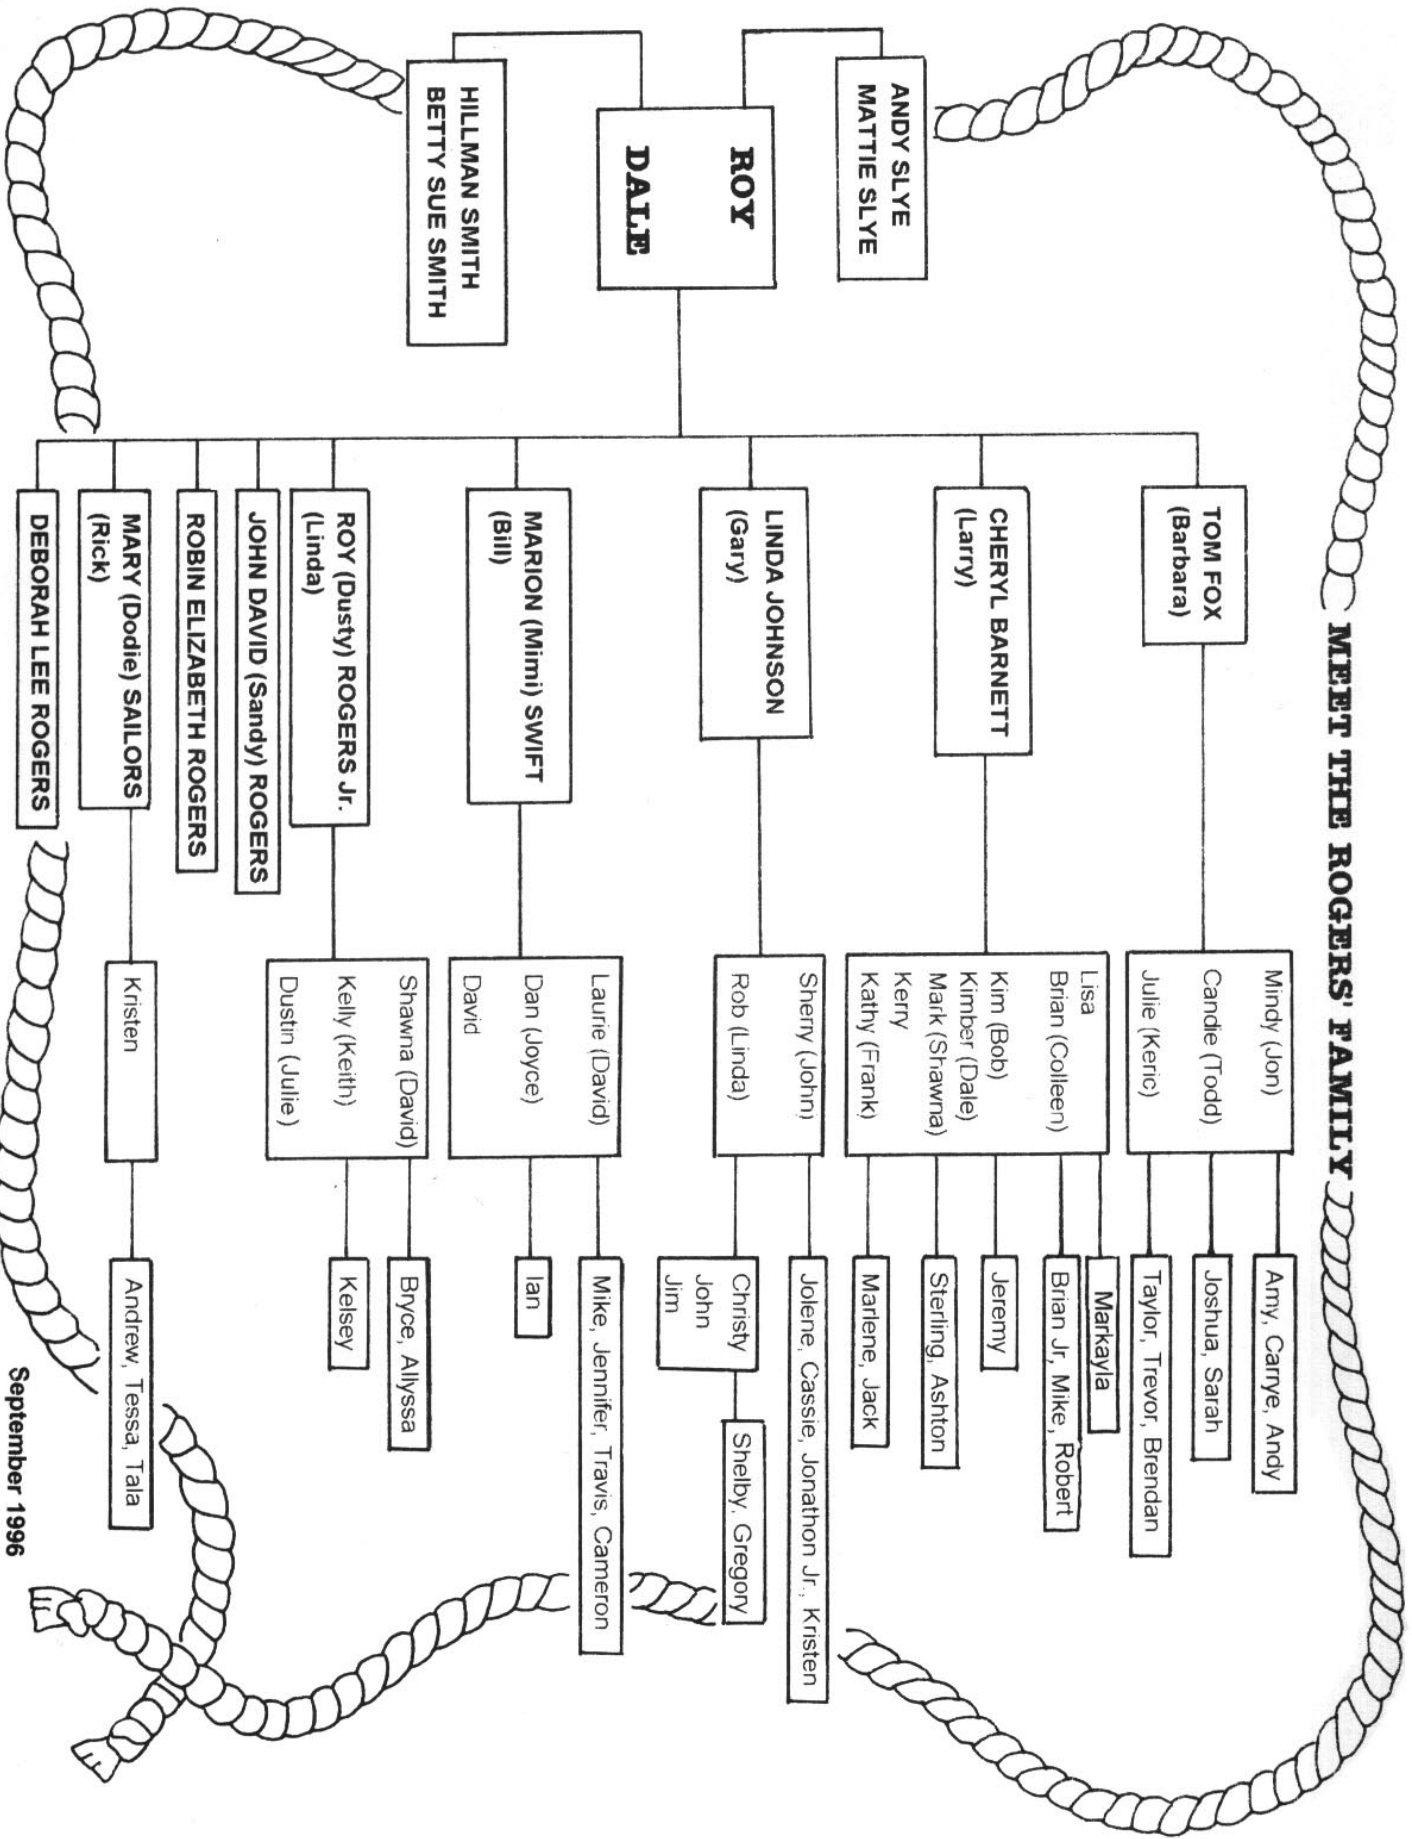 MEET THE ROGERS' FAMILY
ANDY SLYE
MATTIE SLYE
ROY
DALE
HILLMAN SMITH
BETTY SUE SMITH
TOM FOX
(Barbara)
Mindy (Jon)
Candie (Todd)
Julie (Keric)
Amy, Carrye, Andy
Joshua, Sarah
Taylor, Trevor, Brendan
CHERYL BARNETT
(Larry)
Lisa
Brian (Colleen)
Kim (Bob)
Kimber (Dale)
Mark (Shawna)
Kerry
Kathy (Frank)
Markayla
Brian Jr, Mike, Robert
Jeremy
Sterling, Ashton
Marlene, Jack
LINDA JOHNSON
(Gary)
Sherry (John)
Rob (Linda)
Jolene, Cassie, Jonathon Jr., Kristen
Christy
John
Jim
Shelby, Gregory
MARION (Mimi) SWIFT
(Bill)
Laurie (David)
Dan (Joyce)
David
Mike, Jennifer, Travis, Cameron
Ian
ROY (Dusty) ROGERS Jr.
(Linda)
Shawna (David)
Kelly (Keith)
Dustin (Julie)
Bryce, Allyssa
Kelsey
JOHN DAVID (Sandy) ROGERS
ROBIN ELIZABETH ROGERS
MARY (Dodie) SAILORS
(Rick)
Kristen
Andrew, Tessa, Tala
DEBORAH LEE ROGERS
September 1996